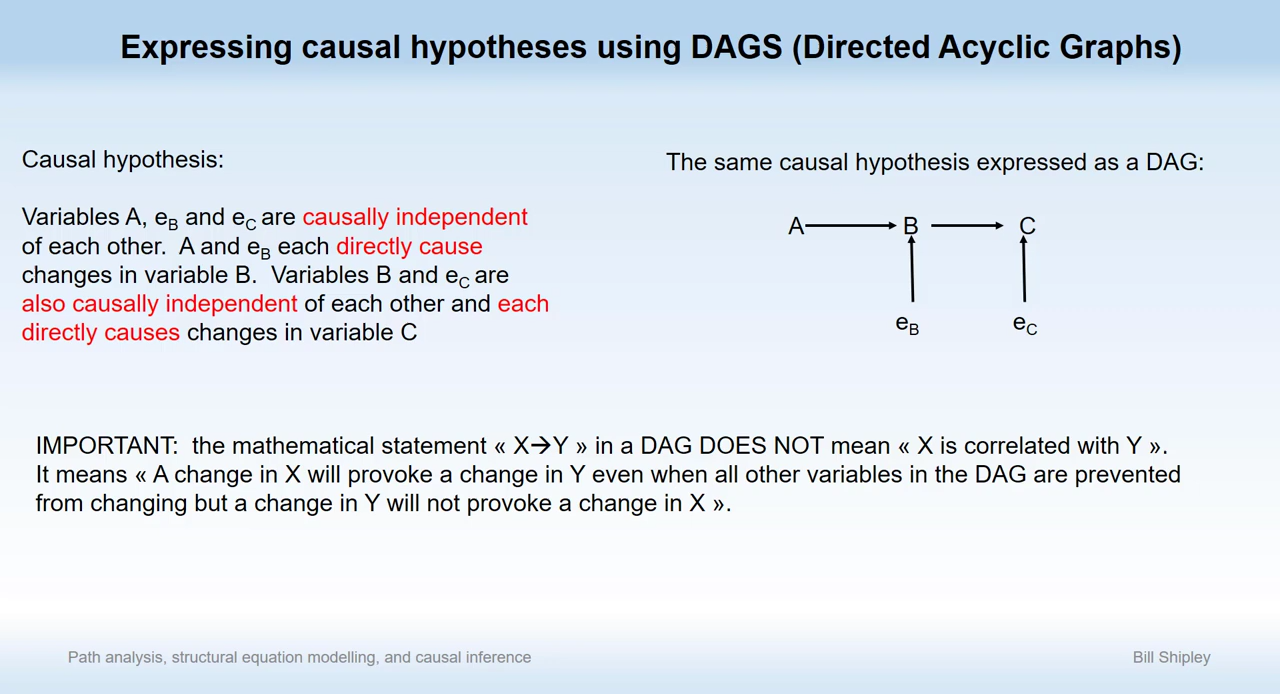 Expressing causal hypotheses using DAGS (Directed Acyclic Graphs)
Causal hypothesis:
Variables A, eB and eC are causally independent
of each other. A and eB each directly cause
changes in variable B. Variables B and eC are
also causally independent of each other and each
directly causes changes in variable C
The same causal hypothesis expressed as a DAG:
A B C
eB eC
IMPORTANT: the mathematical statement « X→Y » in a DAG DOES NOT mean « X is correlated with Y ».
It means « A change in X will provoke a change in Y even when all other variables in the DAG are prevented
from changing but a change in Y will not provoke a change in X ».
Path analysis, structural equation modelling, and causal inference
Bill Shipley